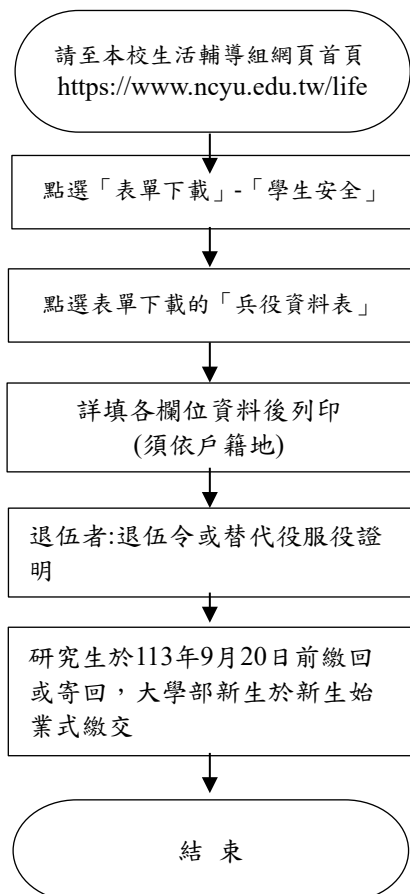 請至本校生活輔導組網頁首頁
https://www.ncyu.edu.tw/life
點選「表單下載」-「學生安全」
點選表單下載的「兵役資料表」
詳填各欄位資料後列印
(須依戶籍地)
退伍者:退伍令或替代役服役證
明
研究生於113年9月20日前繳回
或寄回，大學部新生於新生始
業式繳交
結 束